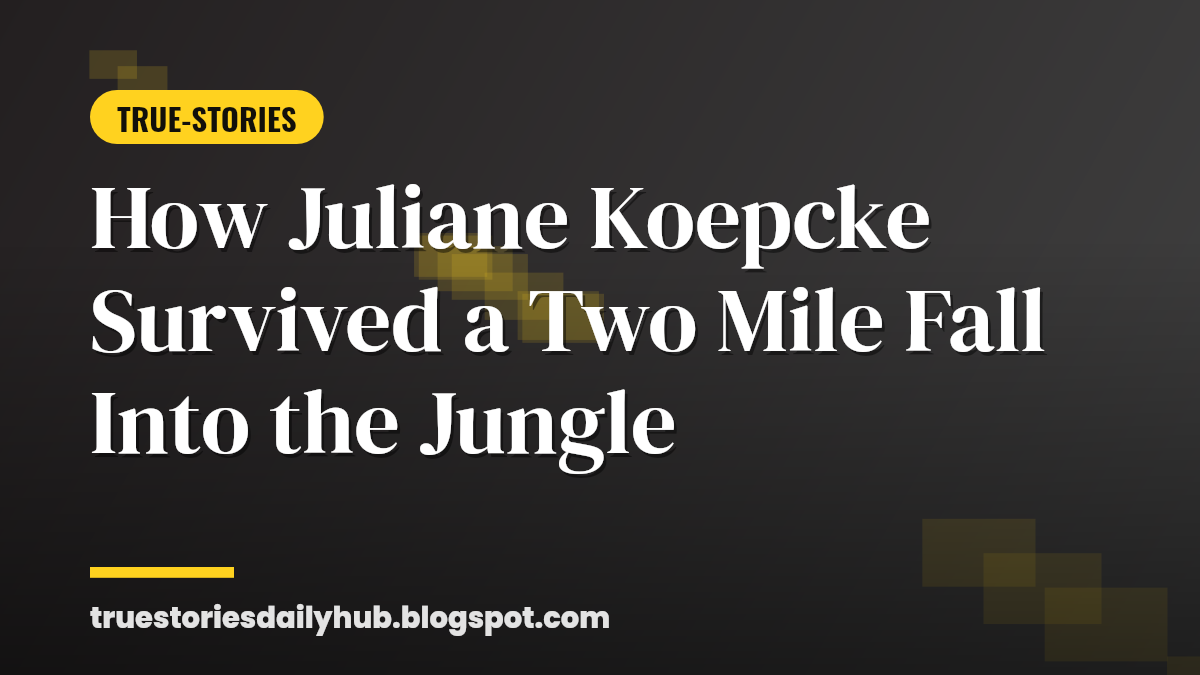 TRUE-STORIES
How Juliane Koepcke
Survived a Two Mile Fall
Into the Jungle
truestoriesdailyhub.blogspot.com